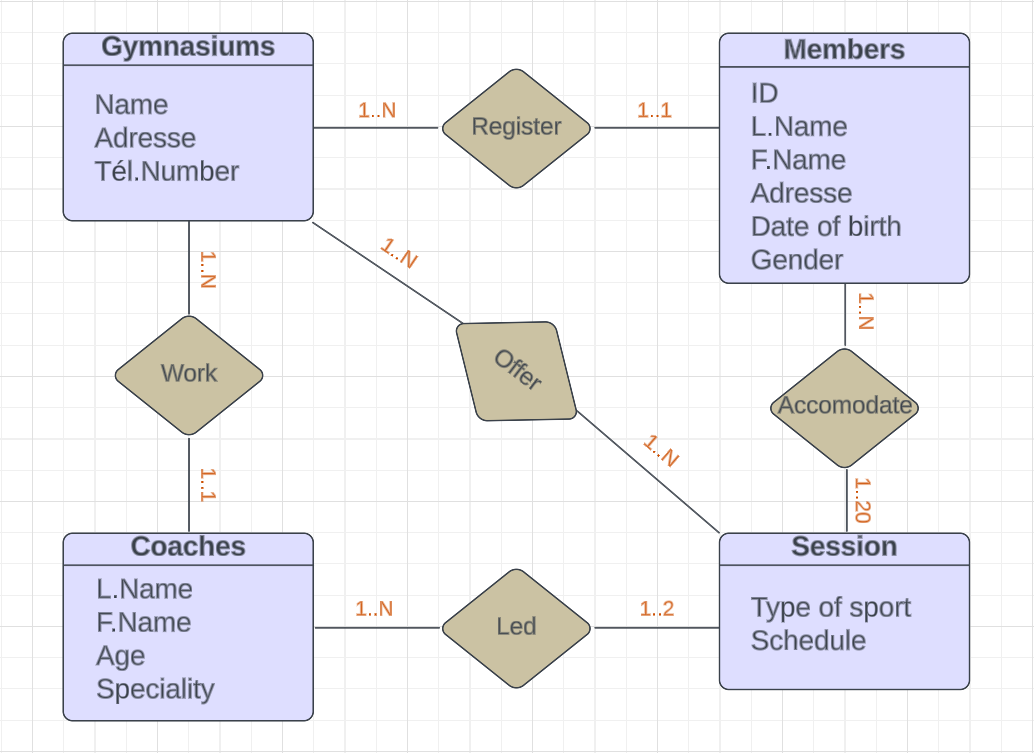 Gymnasiums
Name
Adresse
Tél.Number
1..N
Register
1..1
Members
ID
L.Name
F.Name
Adresse
Date of birth
Gender
1..N
Work
1..1
1..N
Offer
1..N
1..N
Accomodate
1..20
Coaches
L.Name
F.Name
Age
Speciality
1..N
Led
1..2
Session
Type of sport
Schedule